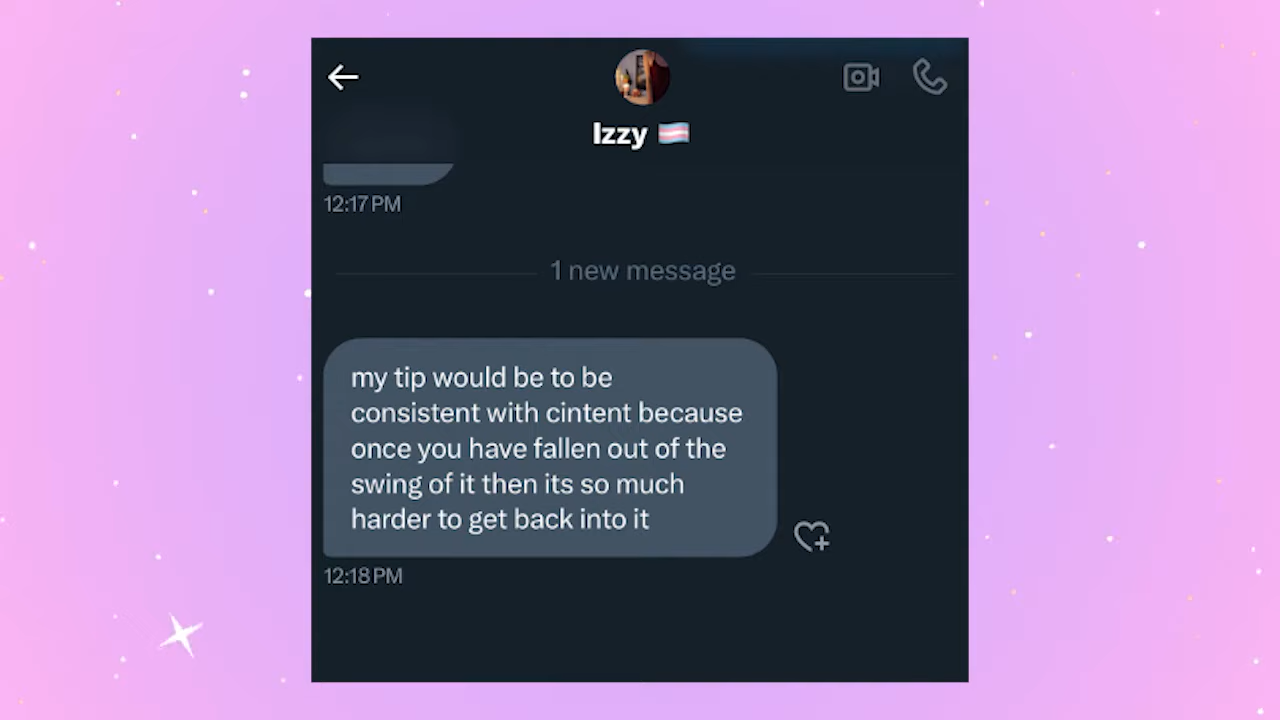 Izzy 🏳️‍⚧️
12:17 PM
1 new message
my tip would be to be
consistent with cintent because
once you have fallen out of the
swing of it then its so much
harder to get back into it
12:18 PM